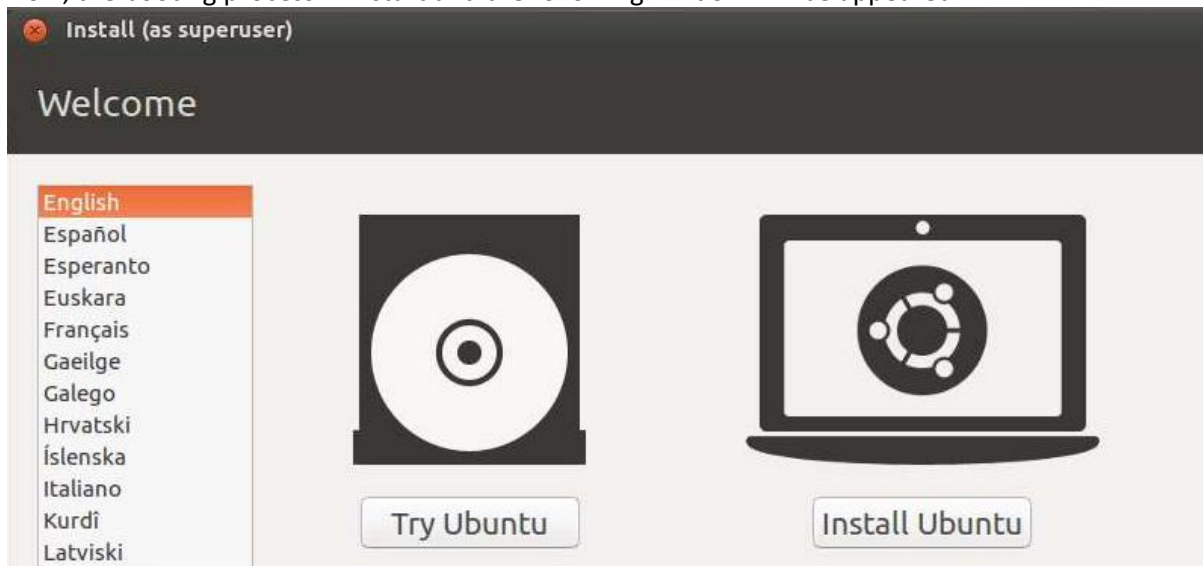 Install (as superuser)
Welcome
English
Español
Esperanto
Euskara
Français
Gaeilge
Galego
Hrvatski
Íslenska
Italiano
Kurdî
Latviski
Try Ubuntu
Install Ubuntu